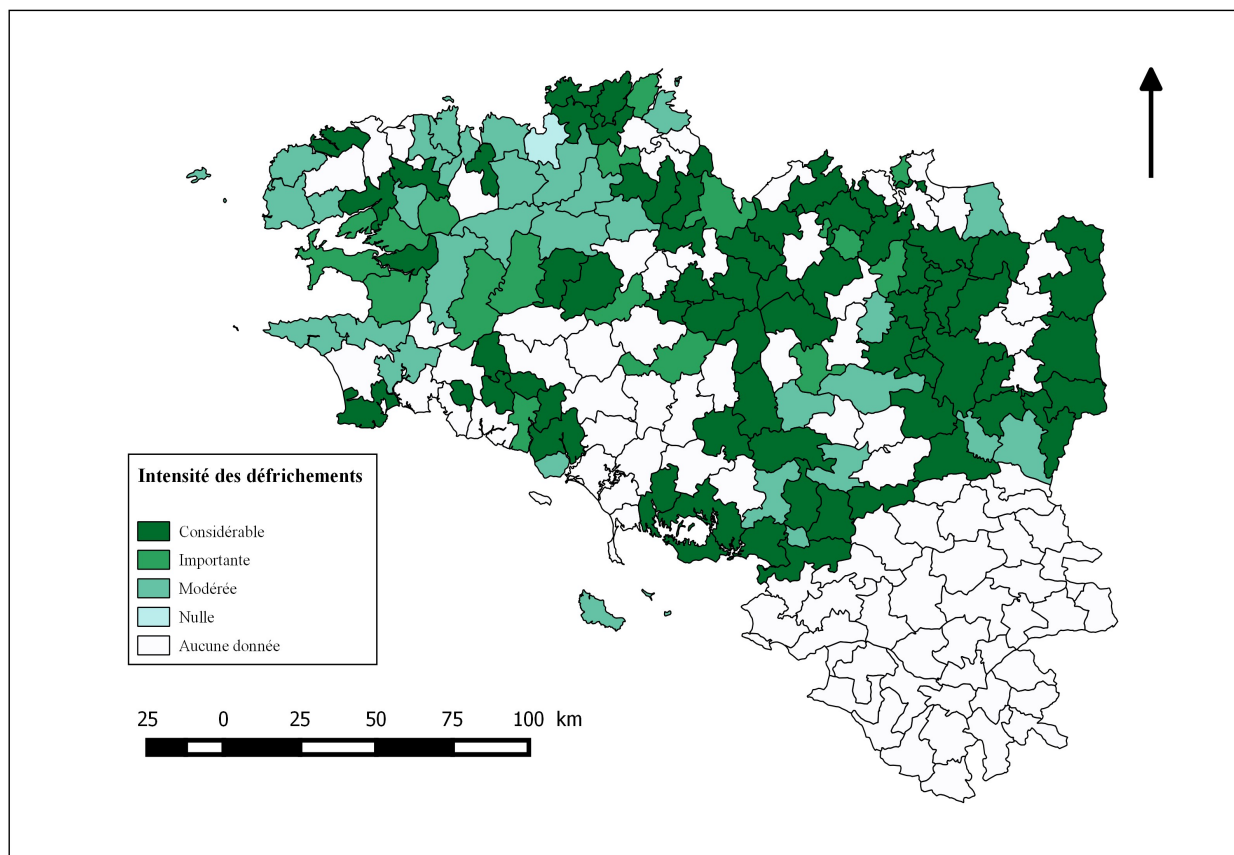 Intensité des défrichements
Considérable
Importante
Modérée
Nulle
Aucune donnée
25 0 25 50 75 100 km